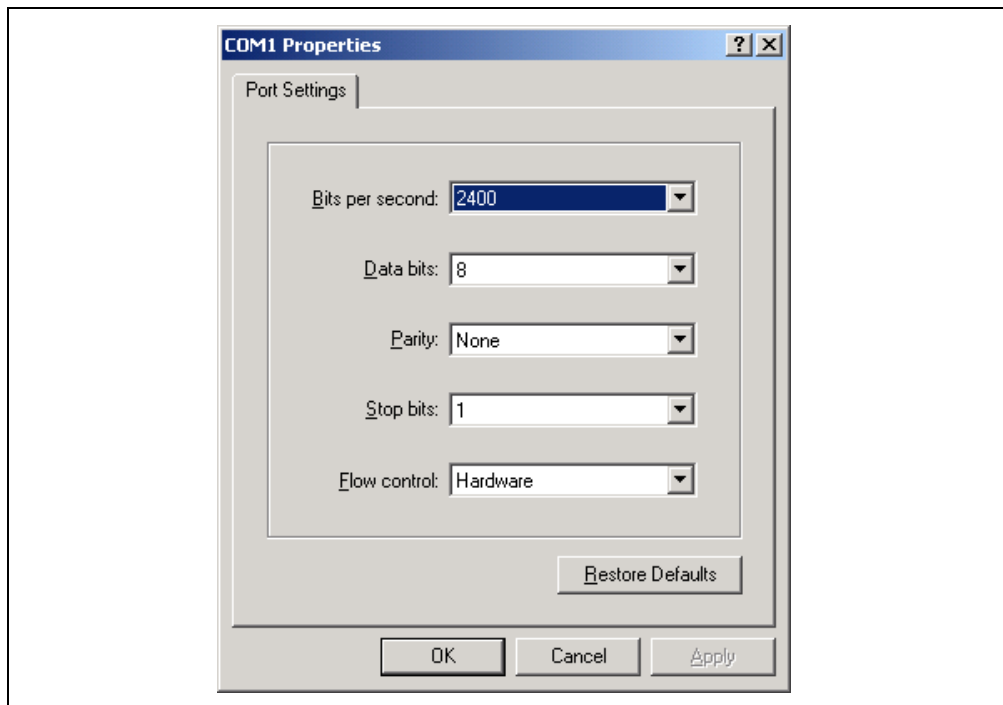 COM1 Properties
Port Settings
Bits per second: 2400
Data bits: 8
Parity: None
Stop bits: 1
Flow control: Hardware
Restore Defaults
OK Cancel Apply